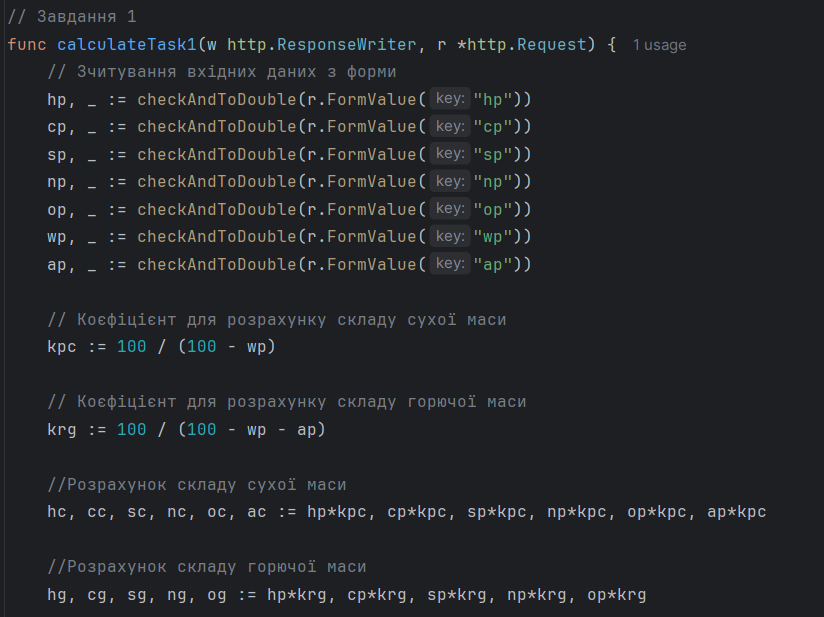 // Завдання 1
func calculateTask1(w http.ResponseWriter, r *http.Request) { 1 usage
// Зчитування вхідних даних з форми
hp, _ := checkAndToDouble(r.FormValue( key: "hp"))
cp, _ := checkAndToDouble(r.FormValue( key: "cp"))
sp, _ := checkAndToDouble(r.FormValue( key: "sp"))
np, _ := checkAndToDouble(r.FormValue( key: "np"))
op, _ := checkAndToDouble(r.FormValue( key: "op"))
wp, _ := checkAndToDouble(r.FormValue( key: "wp"))
ap, _ := checkAndToDouble(r.FormValue( key: "ap"))
// Коєфіцієнт для розрахунку складу сухої маси
kpc := 100 / (100 - wp)
// Коєфіцієнт для розрахунку складу горючої маси
krg := 100 / (100 - wp - ap)
//Розрахунок складу сухої маси
hc, cc, sc, nc, oc, ac := hp*kpc, cp*kpc, sp*kpc, np*kpc, op*kpc, ap*kpc
//Розрахунок складу горючої маси
hg, cg, sg, ng, og := hp*krg, cp*krg, sp*krg, np*krg, op*krg